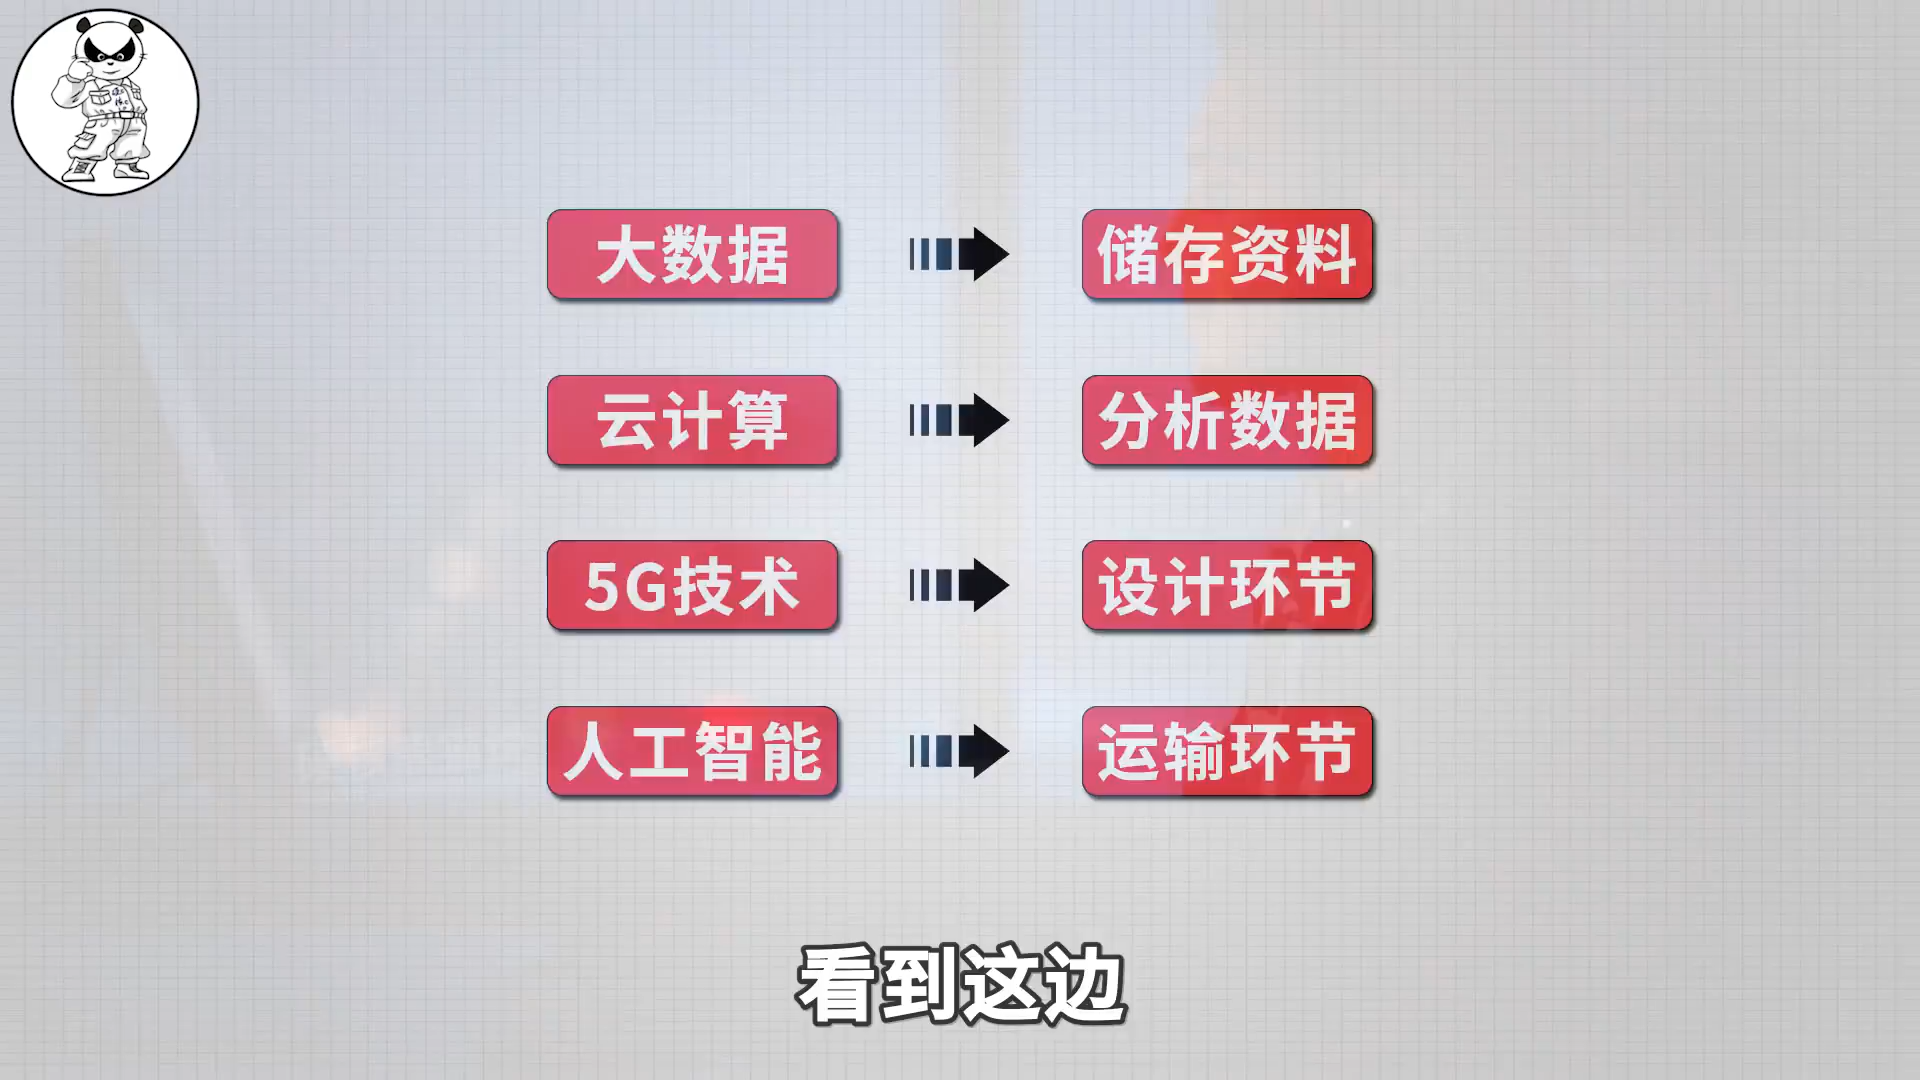 大数据 储存资料
云计算 分析数据
5G技术 设计环节
人工智能 运输环节
看到这边